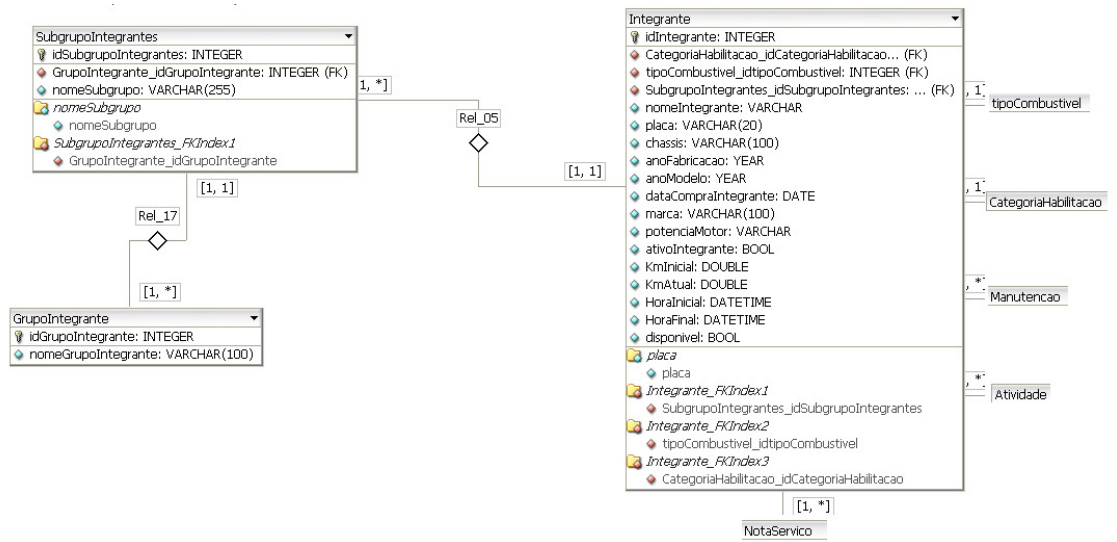 SubgrupoIntegrantes
idSubgrupoIntegrantes: INTEGER
GrupoIntegrante_idGrupoIntegrante: INTEGER (FK)
nomeSubgrupo: VARCHAR(255)
nomeSubgrupo
nomeSubgrupo
SubgrupoIntegrantes_FKIndex1
GrupoIntegrante_idGrupoIntegrante
1, *]
Rel_05
[1, 1]
[1, 1]
Rel_17
[1, *]
GrupoIntegrante
idGrupoIntegrante: INTEGER
nomeGrupoIntegrante: VARCHAR(100)
Integrante
idIntegrante: INTEGER
CategoriaHabilitacao_idCategoriaHabilitacao... (FK)
tipoCombustivel_idtipoCombustivel: INTEGER (FK)
SubgrupoIntegrantes_idSubgrupoIntegrantes: ... (FK)
nomeIntegrante: VARCHAR
placa: VARCHAR(20)
chassis: VARCHAR(100)
anoFabricacao: YEAR
anoModelo: YEAR
dataCompraIntegrante: DATE
marca: VARCHAR(100)
potenciaMotor: VARCHAR
ativoIntegrante: BOOL
KmInicial: DOUBLE
KmAtual: DOUBLE
HoraInicial: DATETIME
HoraFinal: DATETIME
disponivel: BOOL
placa
placa
Integrante_FKIndex1
SubgrupoIntegrantes_idSubgrupoIntegrantes
Integrante_FKIndex2
tipoCombustivel_idtipoCombustivel
Integrante_FKIndex3
CategoriaHabilitacao_idCategoriaHabilitacao
, 1]
tipoCombustivel
, 1]
CategoriaHabilitacao
, *]
Manutencao
, *]
Atividade
[1, *]
NotaServico